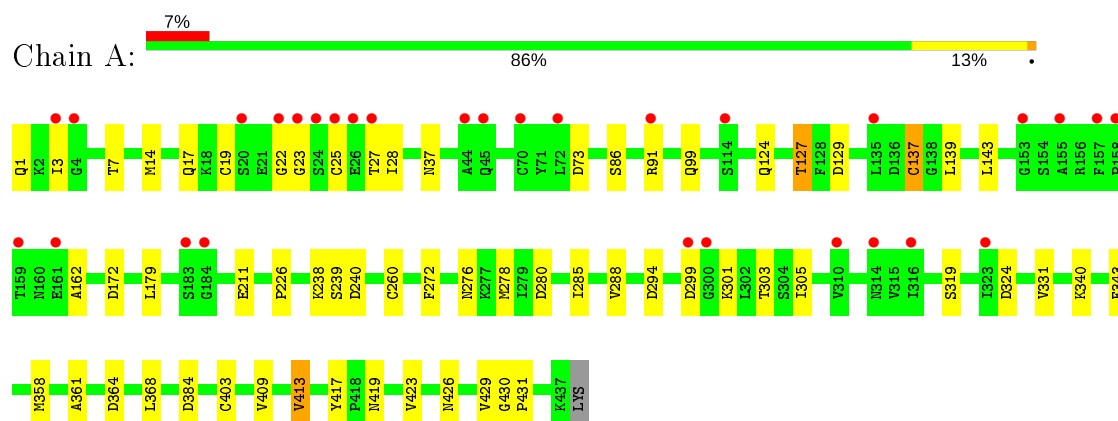 7%
Chain A:
86% 13% •
Q1 K2 I3 G4 T7 M14 Q17 K18 C19 S20 E21 G22 G23 S24 C25 E26 T27 I28 N37 A44 Q45 C70 Y71 L72 D73 S86 R91 Q99 S114 Q124 T127 F128 D129 L135 D136 C137 G138 L139 L143 G153 S154 A155 R156 F157
T159 N160 E161 A162 D172 L179 S183 G184 E211 P226 K238 S239 D240 C260 F272 N276 K277 M278 I279 D280 I285 V288 D294 D299 G300 K301 L302 T303 S304 I305 V310 N314 V315 I316 S319 I323 D324 V331 K340
M358 A361 D364 L368 D384 C403 V409 V413 Y417 P418 N419 V423 N426 V429 G430 P431 K437 LYS